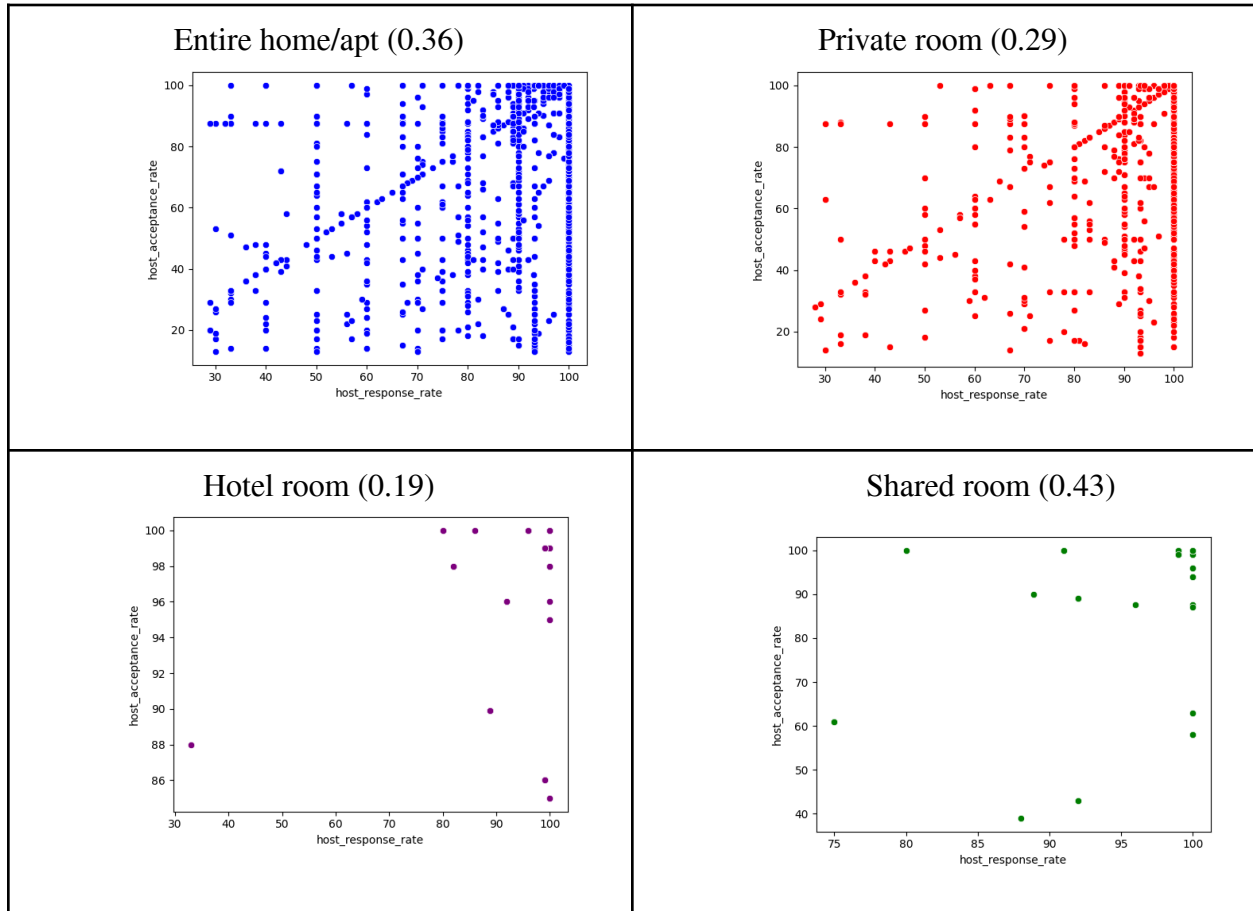 Entire home/apt (0.36)
100
80
60
40
20
host_acceptance_rate
30 40 50 60 70 80 90 100
host_response_rate
Private room (0.29)
100
80
60
40
20
host_acceptance_rate
30 40 50 60 70 80 90 100
host_response_rate
Hotel room (0.19)
100
98
96
94
92
90
88
86
host_acceptance_rate
30 40 50 60 70 80 90 100
host_response_rate
Shared room (0.43)
100
90
80
70
60
50
40
host_acceptance_rate
75 80 85 90 95 100
host_response_rate